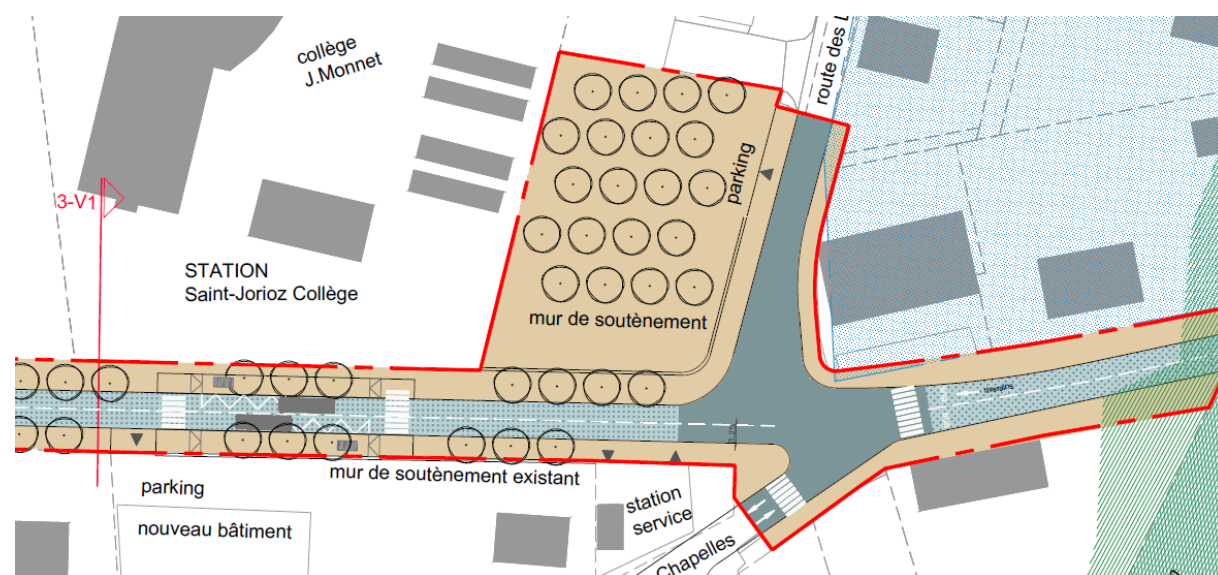 collège
J.Monnet
route des
3-V1
parking
STATION
Saint-Jorioz Collège
mur de soutènement
mur de soutènement existant
parking
nouveau bâtiment
station
service
Chapelles